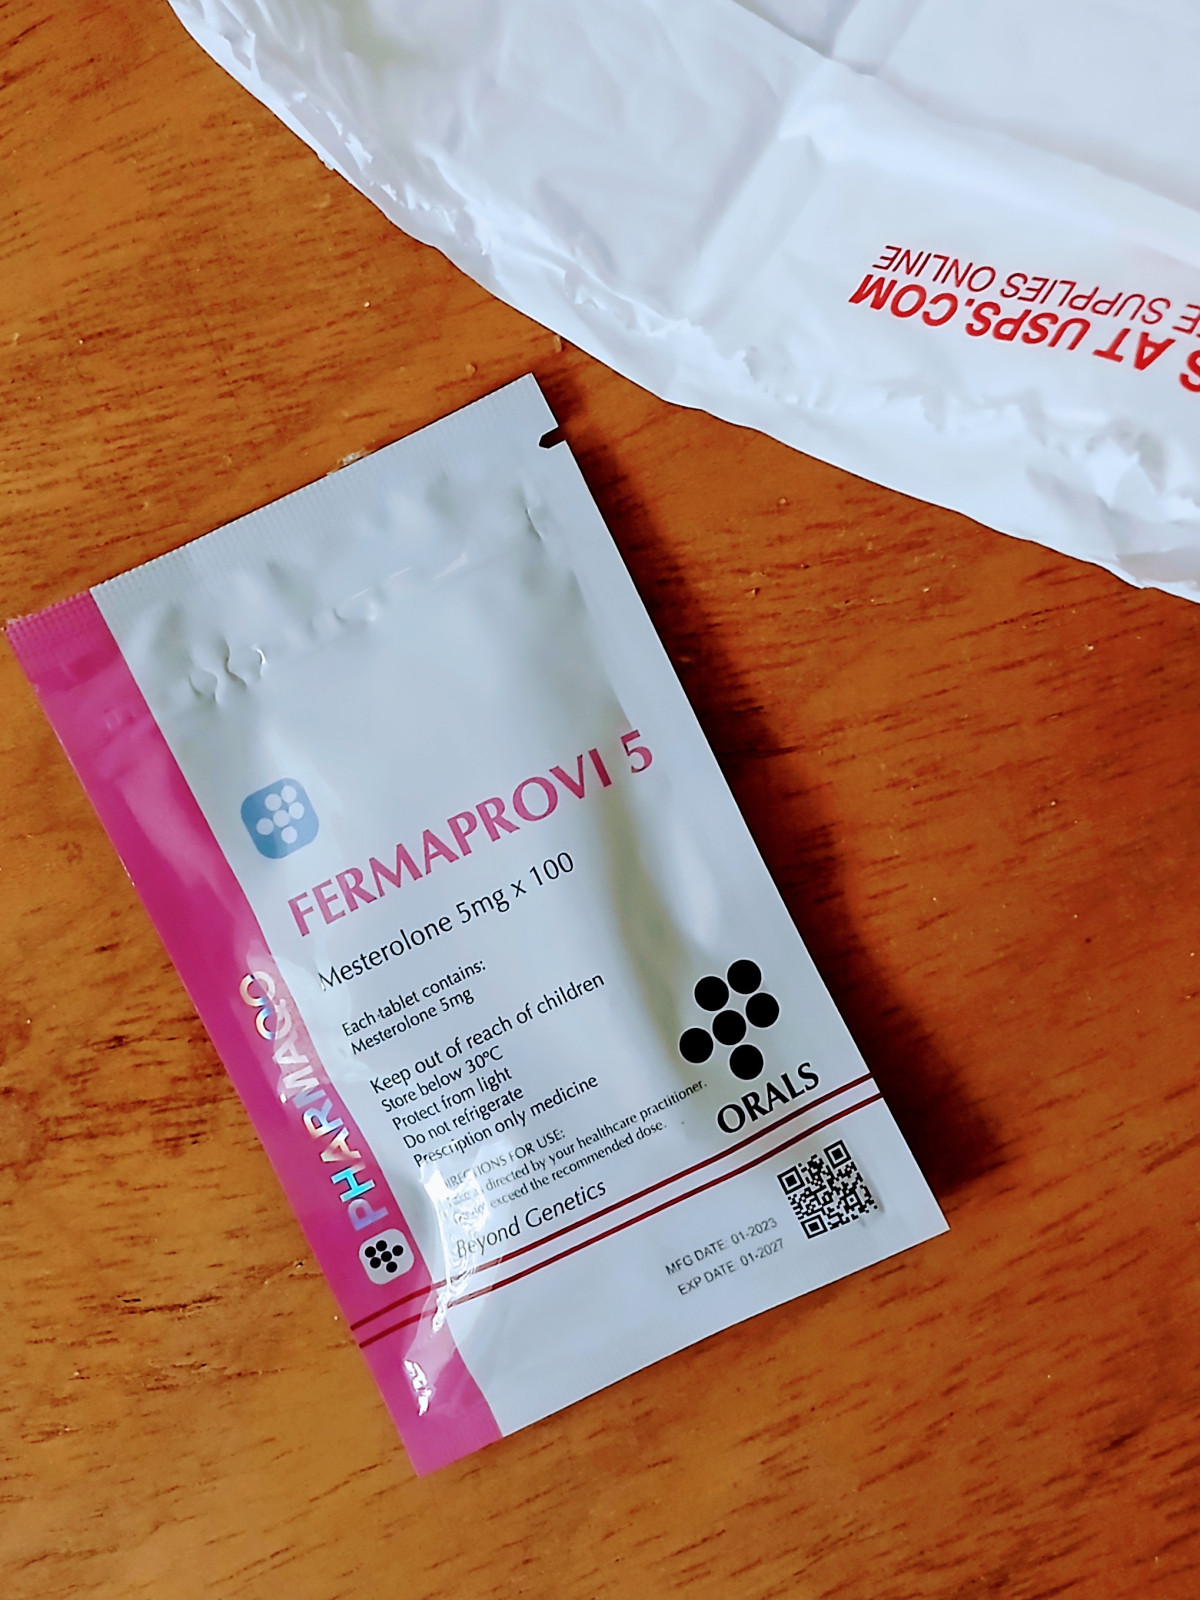 S AT USPS.COM
E SUPPLIES ONLINE
FERMAPROVI 5
Mesterolone 5mg x 100
Each tablet contains:
Mesterolone 5mg
Keep out of reach of children
Store below 30°C
Protect from light
Do not refrigerate
Prescription only medicine
DIRECTIONS FOR USE:
as directed by your healthcare practitioner.
exceed the recommended dose.
Beyond Genetics
PHARMAQO
ORALS
MFG DATE: 01-2023
EXP DATE: 01-2027